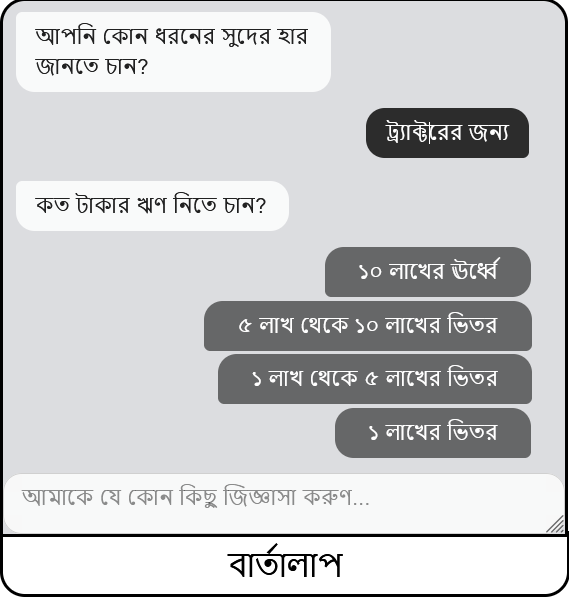 আপনি কোন ধরনের সুদের হার
জানতে চান?
ট্র্যাক্টরের জন্য
কত টাকার ঋণ নিতে চান?
১০ লাখের ঊর্ধ্বে
৫ লাখ থেকে ১০ লাখের ভিতর
১ লাখ থেকে ৫ লাখের ভিতর
১ লাখের ভিতর
আমাকে যে কোন কিছু জিজ্ঞাসা করুণ...
বার্তালাপ